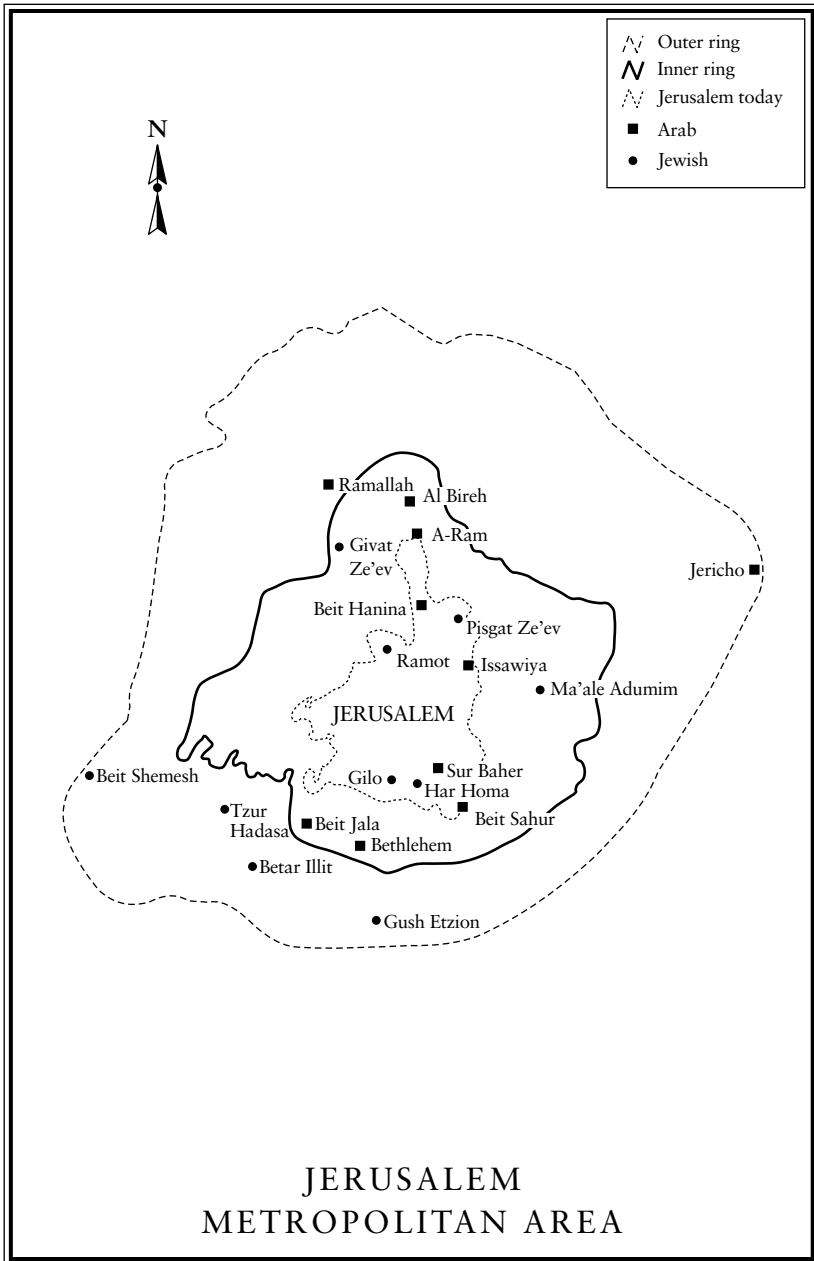 Outer ring
Inner ring
Jerusalem today
Arab
Jewish
N
Ramallah
Al Bireh
A-Ram
Givat
Ze’ev
Jericho
Beit Hanina
Pisgat Ze’ev
Ramot
Issawiya
Ma’ale Adumim
JERUSALEM
Beit Shemesh
Gilo
Sur Baher
Har Homa
Tzur
Hadasa
Beit Jala
Beit Sahur
Bethlehem
Betar Illit
Gush Etzion
JERUSALEM
METROPOLITAN AREA